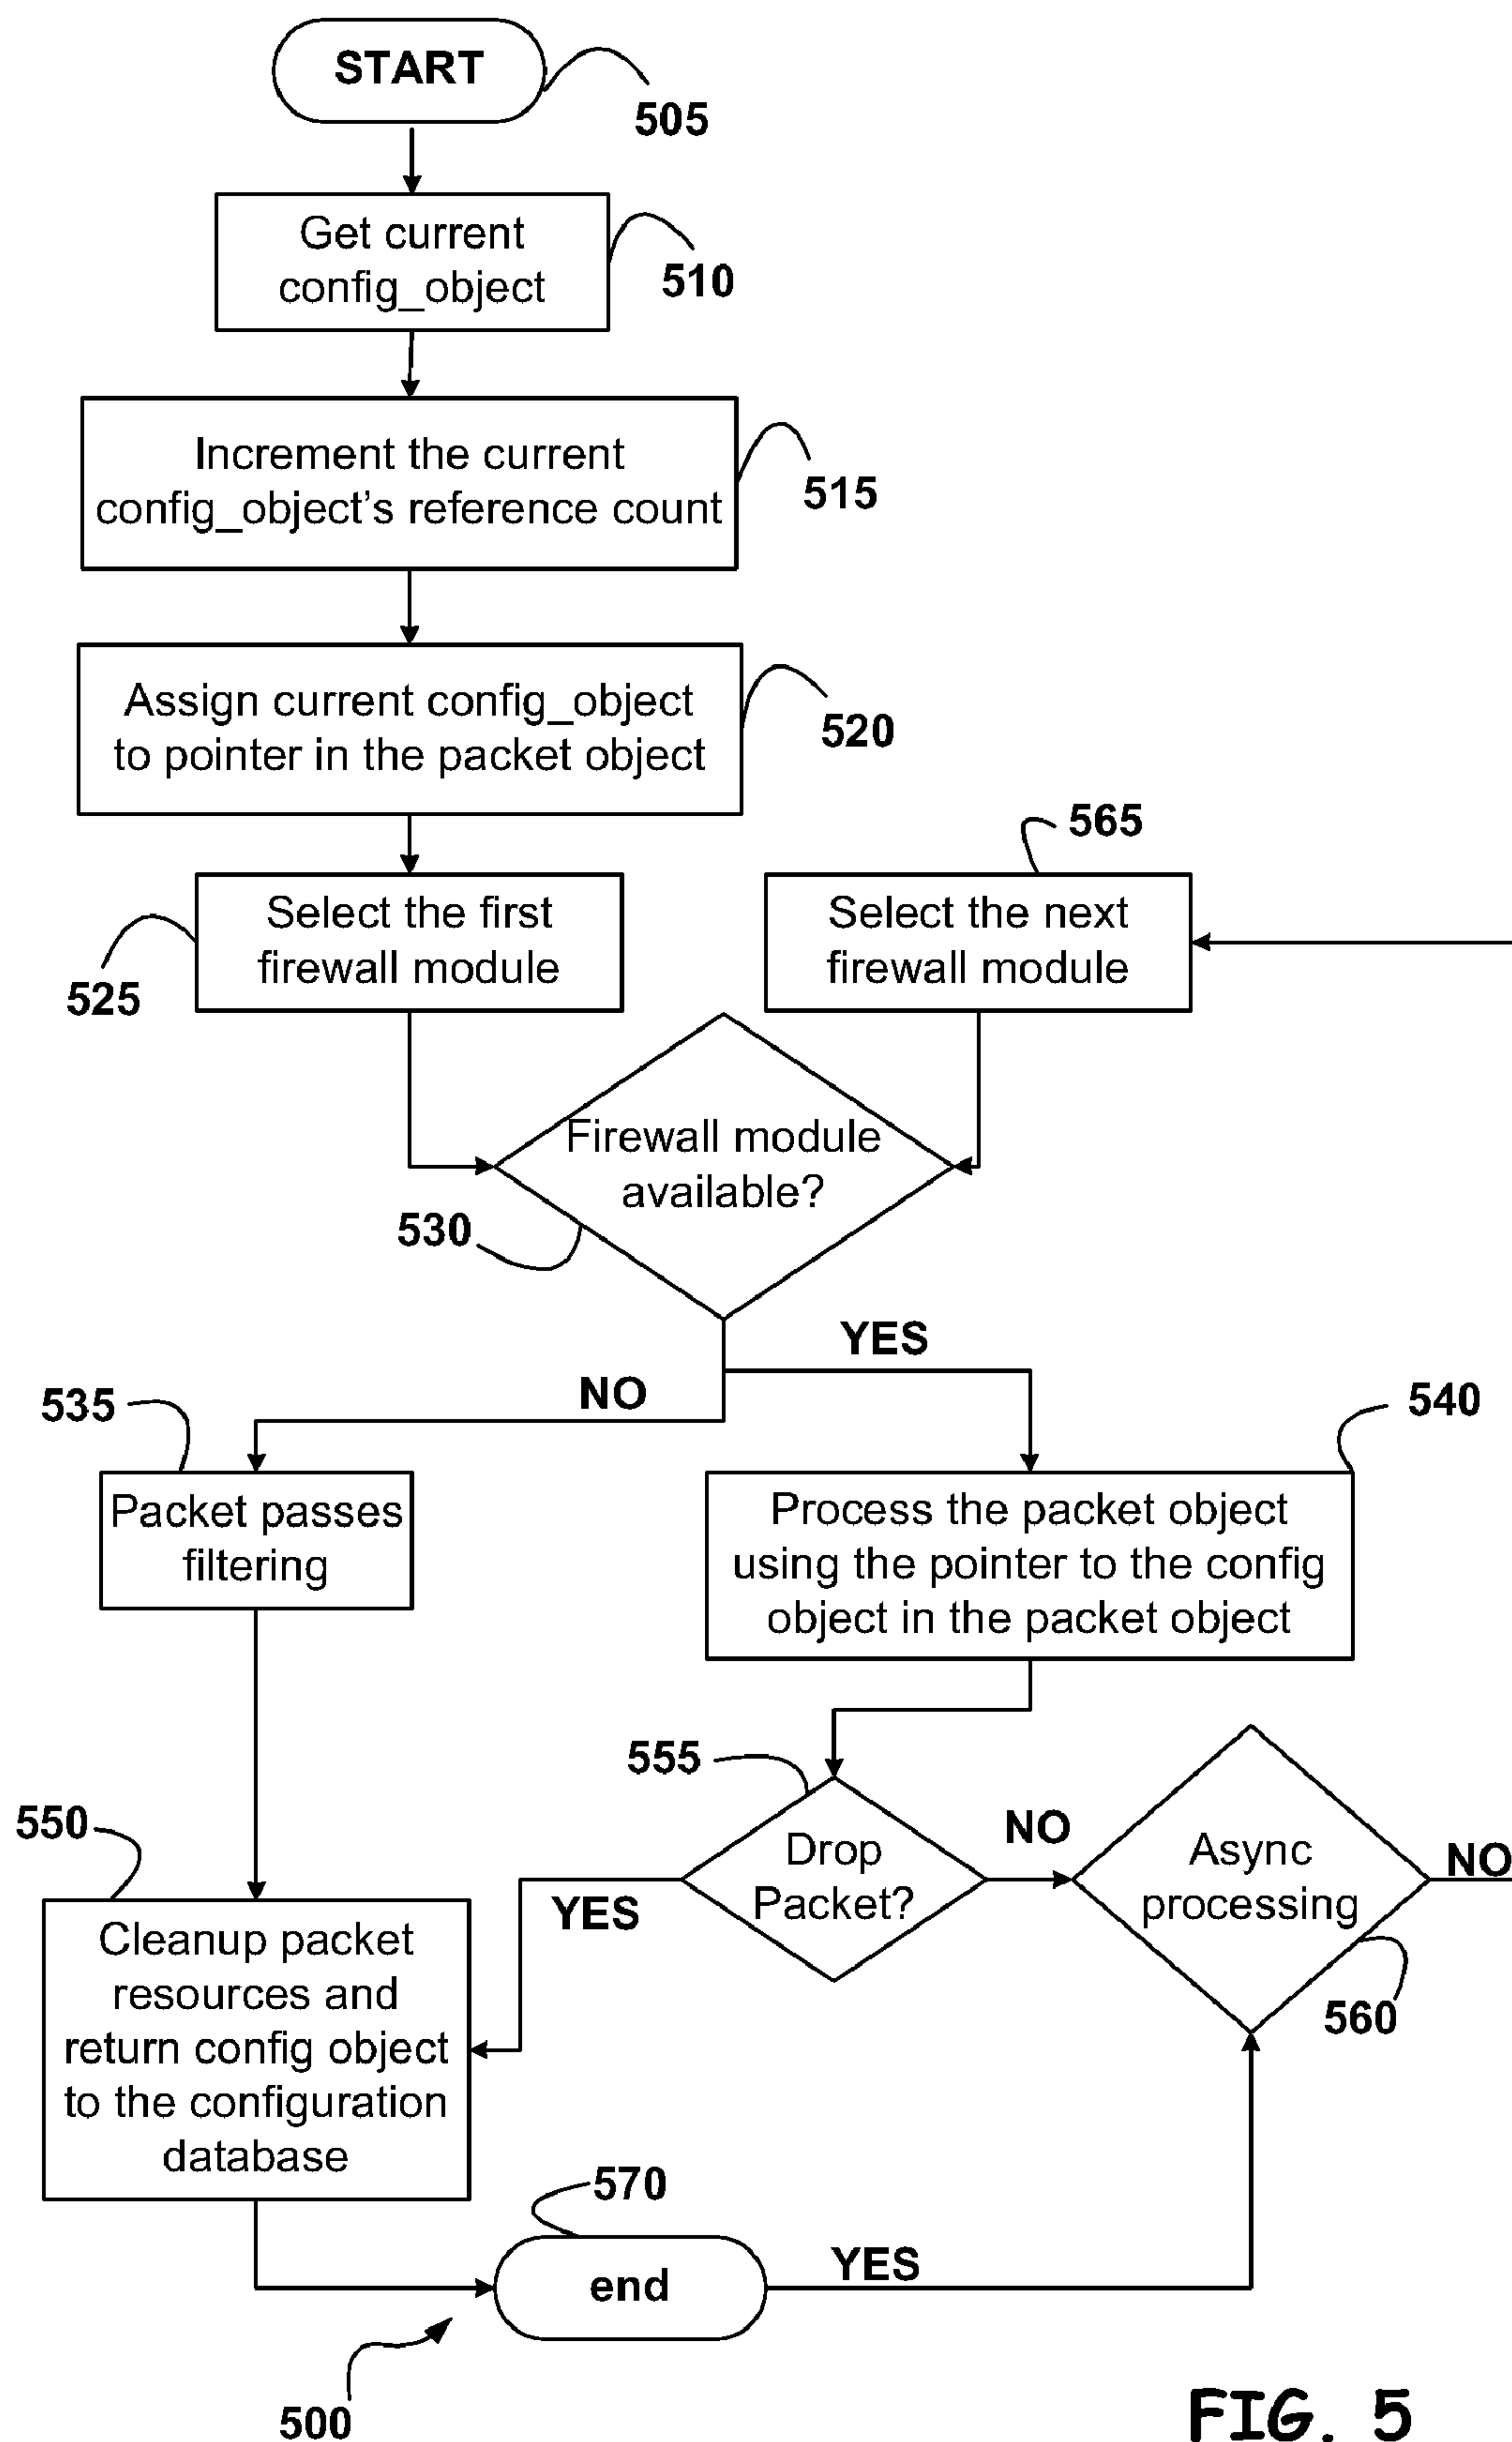 START
505
Get current
config_object
510
Increment the current
config_object's reference count
515
Assign current config_object
to pointer in the packet object
520
565
Select the first
firewall module
525
Select the next
firewall module
Firewall module
available?
530
YES
NO
535
540
Packet passes
filtering
Process the packet object
using the pointer to the config
object in the packet object
555
550
Drop
Packet?
NO
YES
Async
processing
NO
560
Cleanup packet
resources and
return config object
to the configuration
database
570
end
YES
500
FIG. 5